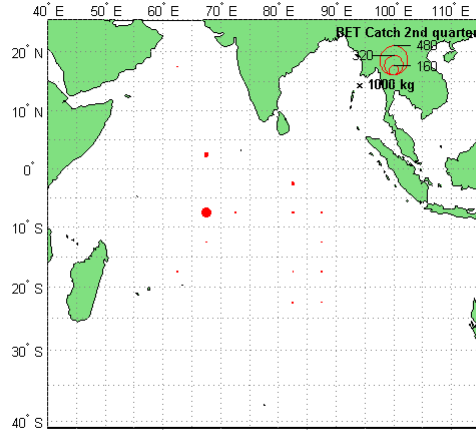 40° E 50° E 60° E 70° E 80° E 90° E 100° E 110° E
BET Catch 2nd quarter
20° N
480
320
160
× 1000 kg
10° N
0°
10° S
20° S
30° S
40° S